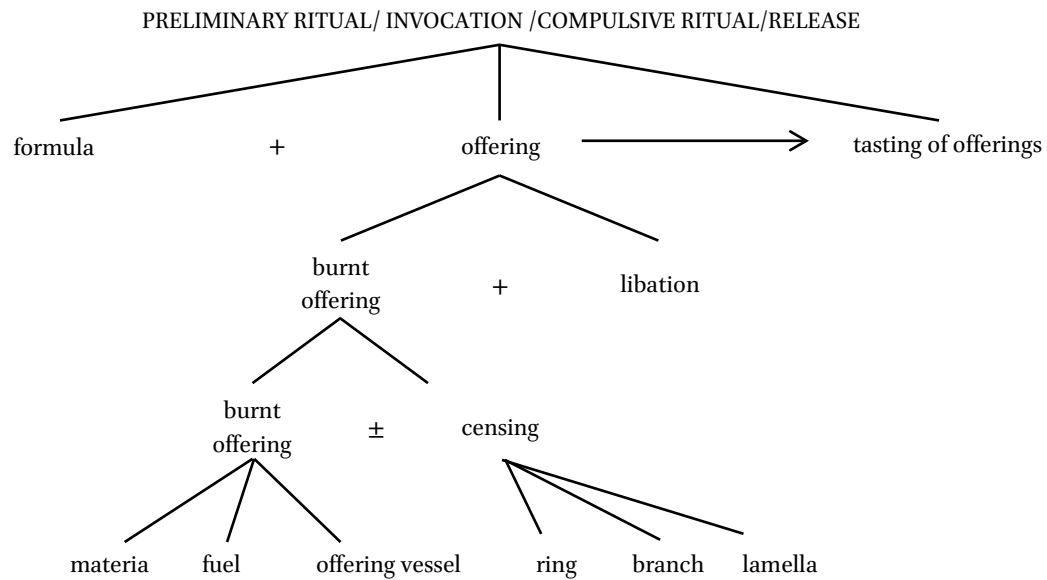 PRELIMINARY RITUAL/ INVOCATION /COMPULSIVE RITUAL/RELEASE
formula + offering tasting of offerings
burnt
offering + libation
burnt
offering ± censing
materia fuel offering vessel ring branch lamella